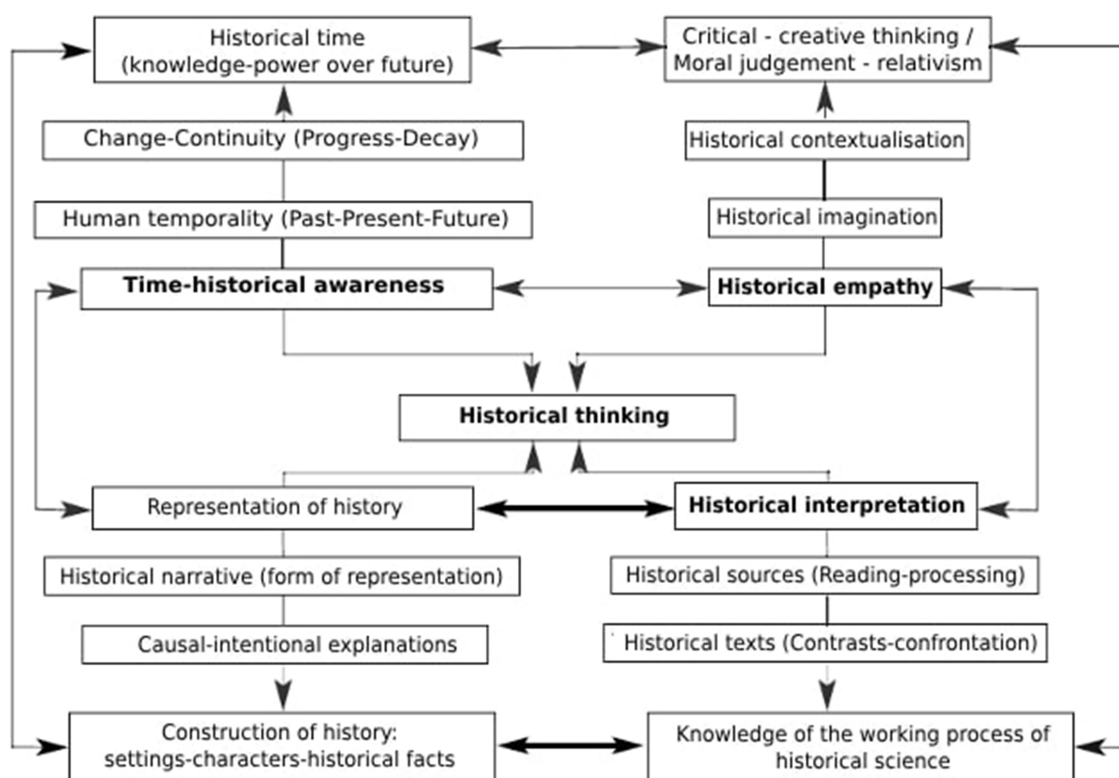 Historical time
(knowledge-power over future)
Critical - creative thinking /
Moral judgement - relativism
Change-Continuity (Progress-Decay)
Historical contextualisation
Human temporality (Past-Present-Future)
Historical imagination
Time-historical awareness
Historical empathy
Historical thinking
Representation of history
Historical interpretation
Historical narrative (form of representation)
Historical sources (Reading-processing)
Causal-intentional explanations
Historical texts (Contrasts-confrontation)
Construction of history:
settings-characters-historical facts
Knowledge of the working process of
historical science